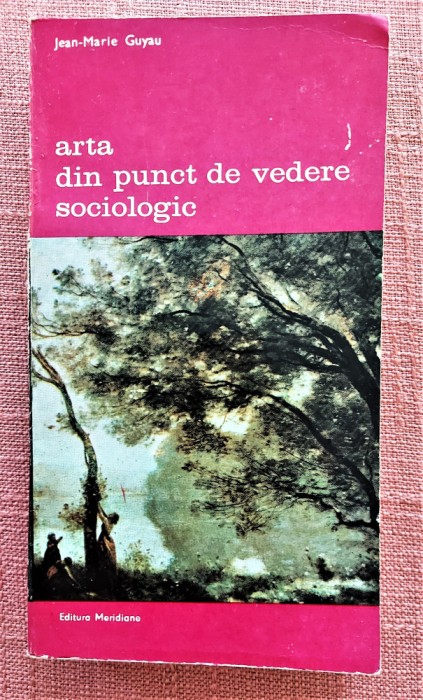 Jean-Marie Guyau
arta
din punct de vedere
sociologic
Editura Meridiane